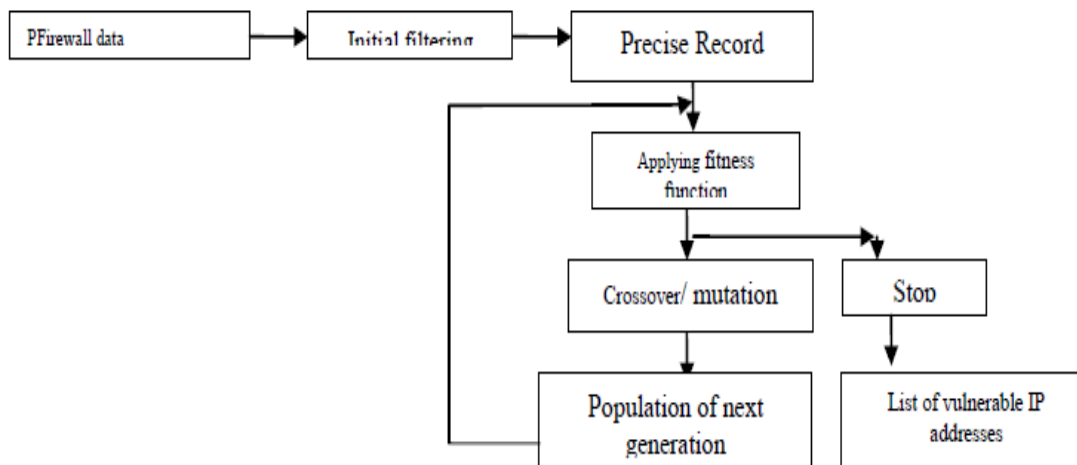 PFirewall data
Initial filtering
Precise Record
Applying fitness
function
Crossover/ mutation
Stop
Population of next
generation
List of vulnerable IP
addresses